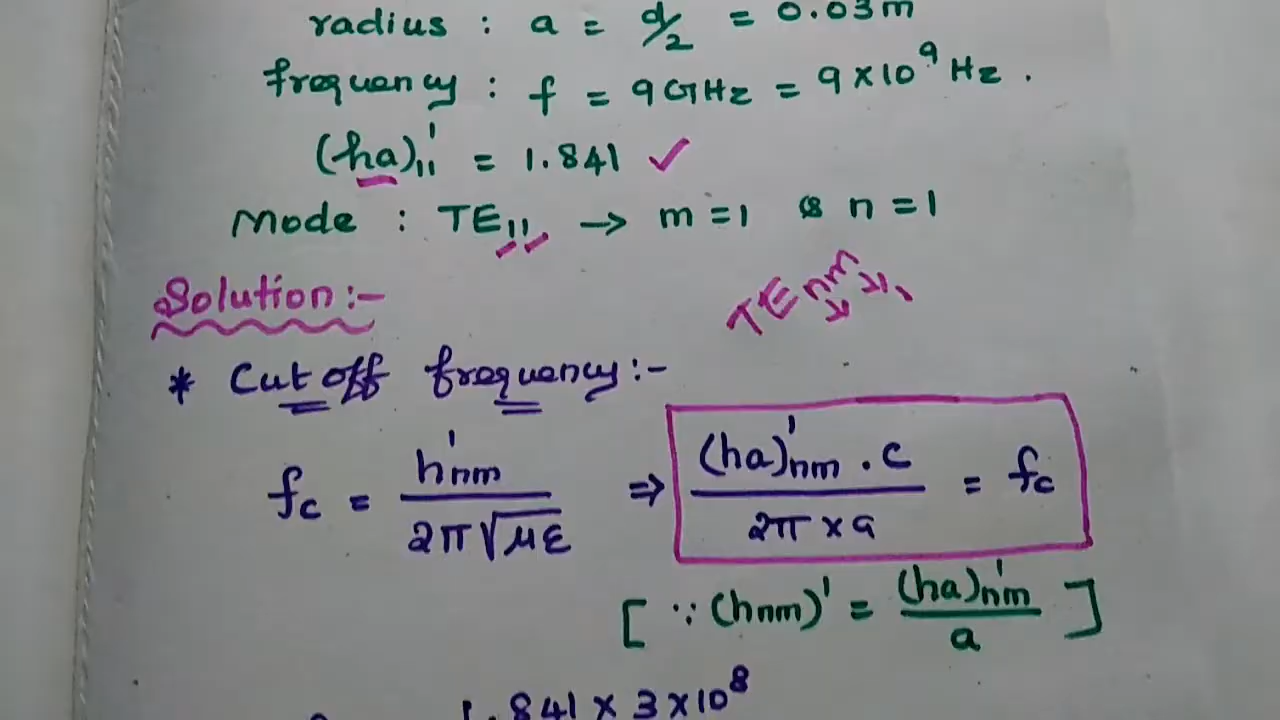 radius : a = d/2 = 0.03m
frequency : f = 9GHz = 9×10⁹ Hz .
(ha)'₁₁ = 1.841 ✓
Mode : TE₁₁ → m=1 & n=1
TEnm
Solution:-
* Cut off frequency:-
fc = h'nm / 2π√με ⇒ (ha)'nm . c / 2π × a = fc
[ ∵ (hnm)' = (ha)'nm / a ]
1.841 × 3×10⁸